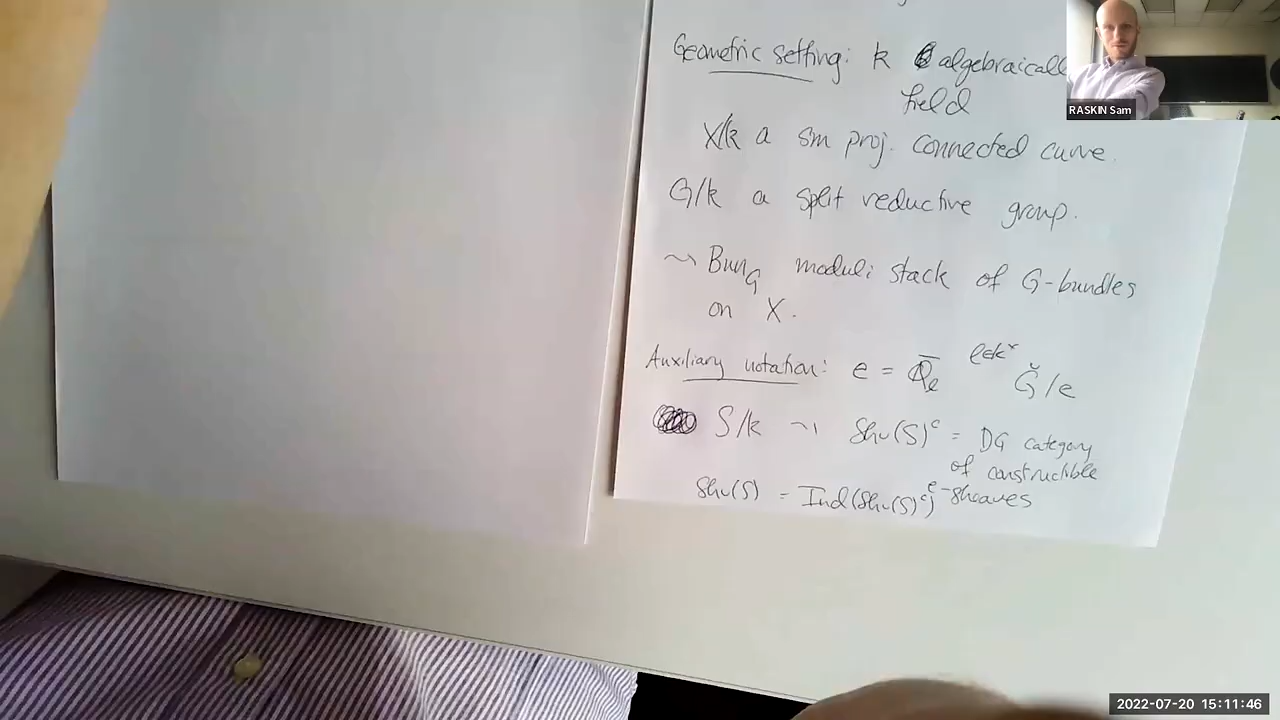 Geometric setting: k algebraicall
field
X/k a sm proj. connected curve.
G/k a split reductive group.
⇝ Bun_G moduli stack of G-bundles
on X.
Auxiliary notation: e = Q̄_ℓ ℓ∈k^× Ǧ/e
S/k ⇝ Shv(S)^c = DG category
of constructible
e-sheaves
Shv(S) = Ind(Shv(S)^c)
RASKIN Sam
2022-07-20 15:11:46